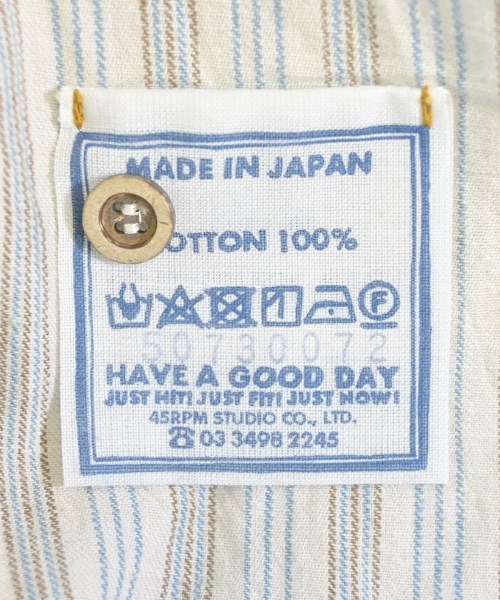 MADE IN JAPAN
OTTON 100%
50730072
HAVE A GOOD DAY
JUST HIT! JUST FIT! JUST NOW!
45RPM STUDIO CO., LTD.
☎03 3498 2245